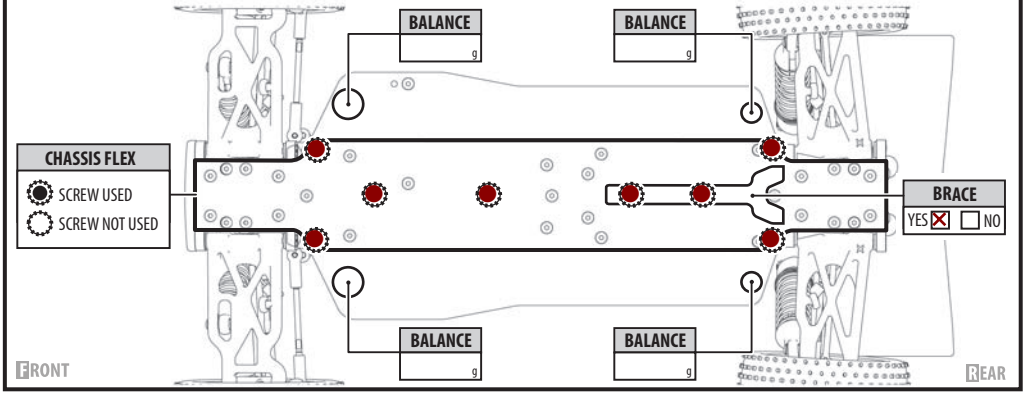 BALANCE
g
BALANCE
g
CHASSIS FLEX
SCREW USED
SCREW NOT USED
BRACE
YES NO
BALANCE
g
BALANCE
g
FRONT
REAR